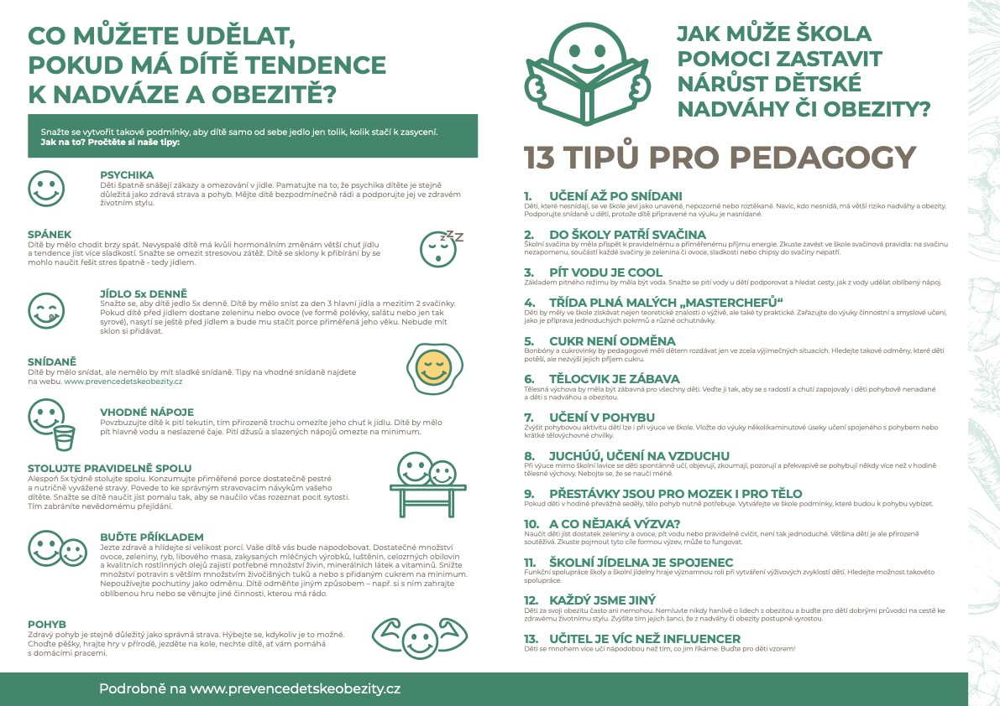 CO MŮŽETE UDĚLAT,
POKUD MÁ DÍTĚ TENDENCE
K NADVÁZE A OBEZITĚ?
Snažte se vytvořit takové podmínky, aby dítě samo od sebe jedlo jen tolik, kolik stačí k zasycení.
Jak na to? Pročtěte si naše tipy:
PSYCHIKA
Děti špatně snášejí zákazy a omezování v jídle. Pamatujte na to, že psychika dítěte je stejně
důležitá jako zdravá strava a pohyb. Mějte dítě bezpodmínečně rádi a podporujte jej ve zdravém
životním stylu.
SPÁNEK
Dítě by mělo chodit brzy spát. Nevyspalé dítě má kvůli hormonálním změnám větší chuť jídlu
a tendence jíst více sladkostí. Snažte se omezit stresovou zátěž. Dítě se sklony k přibírání by se
mohlo naučit řešit stres špatně - tedy jídlem.
zZZ
JÍDLO 5x DENNĚ
Snažte se, aby dítě jedlo 5x denně. Dítě by mělo sníst za den 3 hlavní jídla a mezitím 2 svačinky.
Pokud dítě před jídlem dostane zeleninu nebo ovoce (ve formě polévky, salátu nebo jen tak
syrové), nasytí se ještě před jídlem a bude mu stačit porce přiměřená jeho věku. Nebude mít
sklon si přidávat.
SNÍDANĚ
Dítě by mělo snídat, ale nemělo by mít sladké snídaně. Tipy na vhodné snídaně najdete
na webu. www.prevencedetskeobezity.cz
VHODNÉ NÁPOJE
Povzbuzujte dítě k pití tekutin, tím přirozeně trochu omezíte jeho chuť k jídlu. Dítě by mělo
pít hlavně vodu a neslazené čaje. Pití džusů a slazených nápojů omezte na minimum.
STOLUJTE PRAVIDELNĚ SPOLU
Alespoň 5x týdně stolujte spolu. Konzumujte přiměřené porce dostatečně pestré
a nutričně vyvážené stravy. Povede to ke správným stravovacím návykům vašeho
dítěte. Snažte se dítě naučit jíst pomalu tak, aby se naučilo včas rozeznat pocit sytosti.
Tím zabráníte nevědomému přejídání.
BUĎTE PŘÍKLADEM
Jezte zdravě a hlídejte si velikost porcí. Vaše dítě vás bude napodobovat. Dostatečné množství
ovoce, zeleniny, ryb, libového masa, zakysaných mléčných výrobků, luštěnin, celozrných obilovin
a kvalitních rostlinných olejů zajistí potřebné množství živin, minerálních látek a vitaminů. Snižte
množství potravin s větším množstvím živočišných tuků a nebo s přidaným cukrem na minimum.
Nepoužívejte pochutiny jako odměnu. Dítě odměňte jiným způsobem – např. si s ním zahrajte
oblíbenou hru nebo se věnujte jiné činnosti, kterou má rádo.
POHYB
Zdravý pohyb je stejně důležitý jako správná strava. Hýbejte se, kdykoliv je to možné.
Choďte pěšky, hrajte hry v přírodě, jezděte na kole, nechte dítě, ať vám pomáhá
s domácími pracemi.
JAK MŮŽE ŠKOLA
POMOCI ZASTAVIT
NÁRŮST DĚTSKÉ
NADVÁHY ČI OBEZITY?
13 TIPŮ PRO PEDAGOGY
1. UČENÍ AŽ PO SNÍDANI
Děti, které nesnídají, se ve škole jeví jako unavené, nepozorné nebo roztěkané. Navíc, kdo nesnídá, má větší riziko nadváhy a obezity.
Podporujte snídaně u dětí, protože dítě připravené na výuku je nasnídané.
2. DO ŠKOLY PATŘÍ SVAČINA
Školní svačina by měla přispět k pravidelnému a přiměřenému příjmu energie. Zkuste zavést ve škole svačinová pravidla: na svačinu
nezapomenu, součástí každé svačiny je zelenina či ovoce, sladkosti nebo chipsy do svačiny nepatří.
3. PÍT VODU JE COOL
Základem pitného režimu by měla být voda. Snažte se pití vody u dětí podporovat a hledat cesty, jak z vody udělat oblíbený nápoj.
4. TŘÍDA PLNÁ MALÝCH „MASTERCHEFŮ“
Děti by měly ve škole získávat nejen teoretické znalosti o výživě, ale také ty praktické. Zařazujte do výuky činnostní a smyslové učení,
jako je příprava jednoduchých pokrmů a různé ochutnávky.
5. CUKR NENÍ ODMĚNA
Bonbóny a cukrovinky by pedagogové měli dětem rozdávat jen ve zcela výjimečných situacích. Hledejte takové odměny, které děti
potěší, ale nezvýší jejich příjem cukru.
6. TĚLOCVIK JE ZÁBAVA
Tělesná výchova by měla být zábavná pro všechny děti. Veďte ji tak, aby se s radostí a chutí zapojovaly i děti pohybově nenadané
a děti s nadváhou a obezitou.
7. UČENÍ V POHYBU
Zvýšit pohybovou aktivitu dětí lze i při výuce ve škole. Vložte do výuky několikaminutové úseky učení spojeného s pohybem nebo
krátké tělovýchovné chvilky.
8. JUCHÚÚ, UČENÍ NA VZDUCHU
Při výuce mimo školní lavice se děti spontánně učí, objevují, zkoumají, pozorují a překvapivě se pohybují někdy více než v hodině
tělesné výchovy. Nebojte se, že se naučí méně.
9. PŘESTÁVKY JSOU PRO MOZEK I PRO TĚLO
Pokud děti v hodině převážně seděly, tělo pohyb nutně potřebuje. Vytvářejte ve škole podmínky, které budou k pohybu vybízet.
10. A CO NĚJAKÁ VÝZVA?
Naučit děti jíst dostatek zeleniny a ovoce, pít vodu nebo pravidelně cvičit, není tak jednoduché. Většina dětí je ale přirozeně
soutěživá. Zkuste pojmout tyto cíle formou výzev, může to fungovat.
11. ŠKOLNÍ JÍDELNA JE SPOJENEC
Funkční spolupráce školy a školní jídelny hraje významnou roli při vytváření výživových zvyklostí dětí. Hledejte možnost takovéto
spolupráce.
12. KAŽDÝ JSME JINÝ
Děti za svoji obezitu často ani nemohou. Nemluvte nikdy hanlivě o lidech s obezitou a buďte pro děti dobrými průvodci na cestě ke
zdravému životnímu stylu. Zvýšíte tím jejich šanci, že z nadváhy či obezity postupně vyrostou.
13. UČITEL JE VÍC NEŽ INFLUENCER
Děti se mnohem více učí nápodobou než tím, co jim říkáme. Buďte pro děti vzorem!
Podrobně na www.prevencedetskeobezity.cz